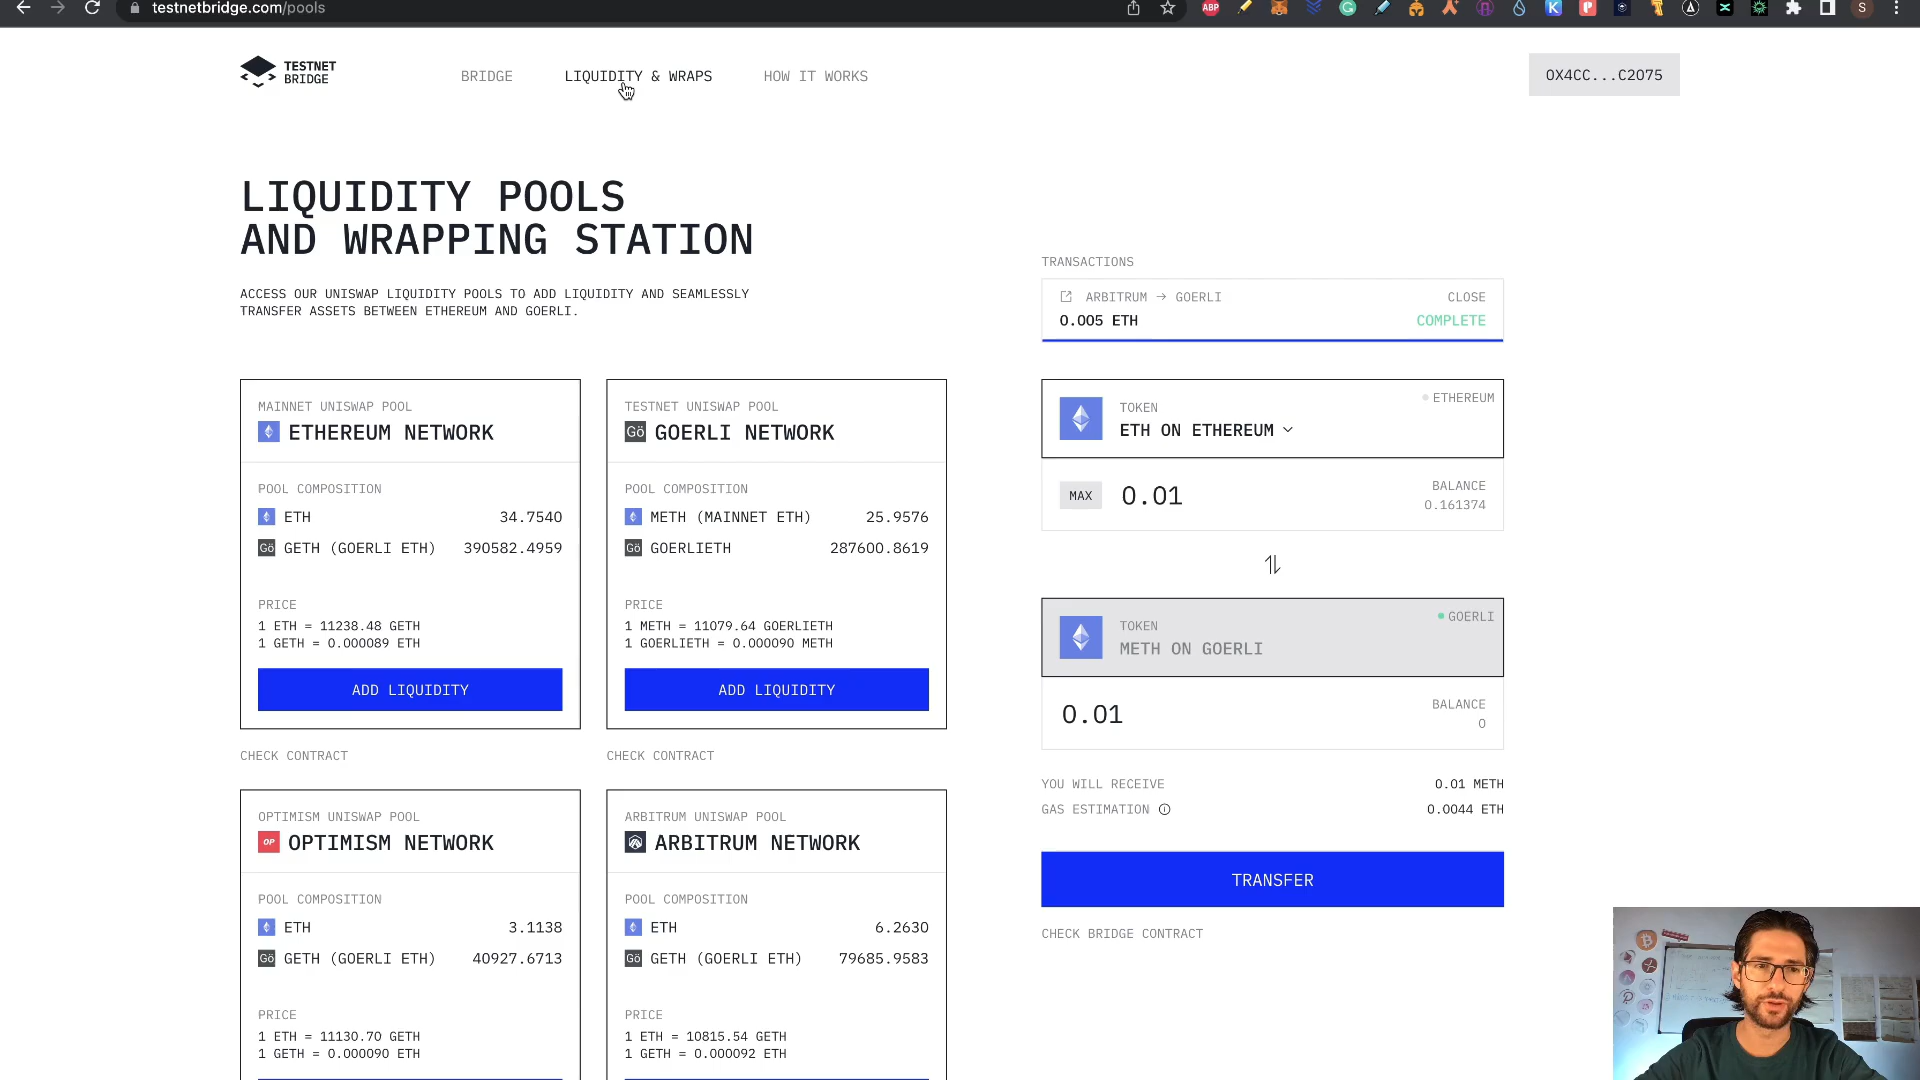 testnetbridge.com/pools
ABP
K
S
TESTNET
BRIDGE
BRIDGE
LIQUIDITY & WRAPS
HOW IT WORKS
0X4CC...C2075
LIQUIDITY POOLS
AND WRAPPING STATION
ACCESS OUR UNISWAP LIQUIDITY POOLS TO ADD LIQUIDITY AND SEAMLESSLY
TRANSFER ASSETS BETWEEN ETHEREUM AND GOERLI.
MAINNET UNISWAP POOL
ETHEREUM NETWORK
POOL COMPOSITION
ETH 34.7540
Gö GETH (GOERLI ETH) 390582.4959
PRICE
1 ETH = 11238.48 GETH
1 GETH = 0.000089 ETH
ADD LIQUIDITY
CHECK CONTRACT
TESTNET UNISWAP POOL
Gö GOERLI NETWORK
POOL COMPOSITION
METH (MAINNET ETH) 25.9576
Gö GOERLIETH 287600.8619
PRICE
1 METH = 11079.64 GOERLIETH
1 GOERLIETH = 0.000090 METH
ADD LIQUIDITY
CHECK CONTRACT
OPTIMISM UNISWAP POOL
OP OPTIMISM NETWORK
POOL COMPOSITION
ETH 3.1138
Gö GETH (GOERLI ETH) 40927.6713
PRICE
1 ETH = 11130.70 GETH
1 GETH = 0.000090 ETH
ARBITRUM UNISWAP POOL
ARBITRUM NETWORK
POOL COMPOSITION
ETH 6.2630
Gö GETH (GOERLI ETH) 79685.9583
PRICE
1 ETH = 10815.54 GETH
1 GETH = 0.000092 ETH
TRANSACTIONS
ARBITRUM → GOERLI CLOSE
0.005 ETH COMPLETE
TOKEN ETHEREUM
ETH ON ETHEREUM
MAX 0.01
BALANCE
0.161374
TOKEN GOERLI
METH ON GOERLI
0.01
BALANCE
0
YOU WILL RECEIVE 0.01 METH
GAS ESTIMATION 0.0044 ETH
TRANSFER
CHECK BRIDGE CONTRACT